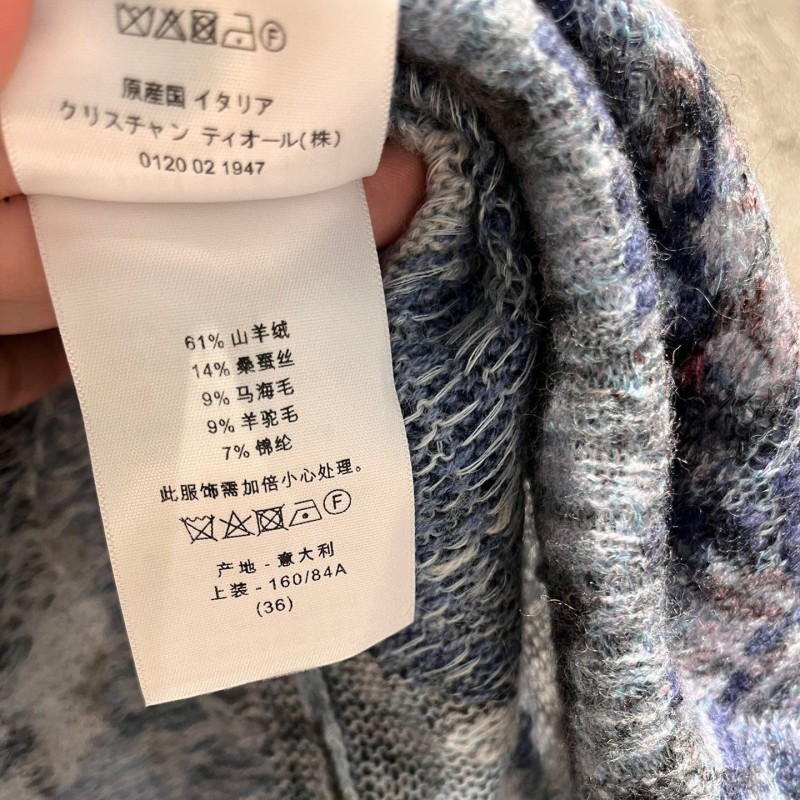 原産国 イタリア
クリスチャン ディオール(株)
0120 02 1947
61% 山羊绒
14% 桑蚕丝
9% 马海毛
9% 羊驼毛
7% 锦纶
此服饰需加倍小心处理。
产地 - 意大利
上装 - 160/84A
(36)